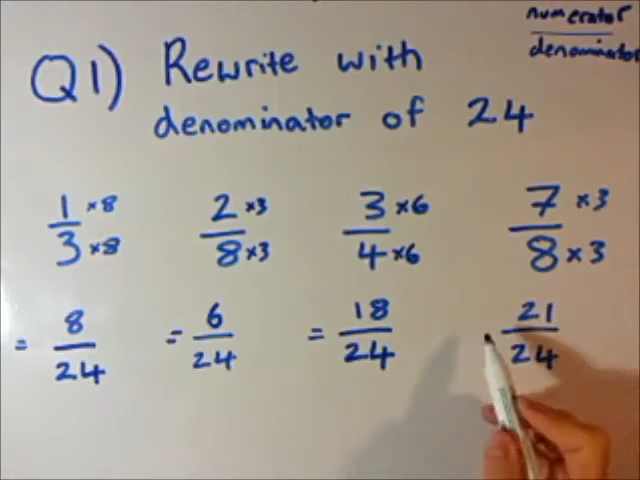 numerator
denominator
Q1) Rewrite with
denominator of 24
1 ×8 2 ×3 3 ×6 7 ×3
3 ×8 8 ×3 4 ×6 8 ×3
= 8 = 6 = 18 21
24 24 24 24